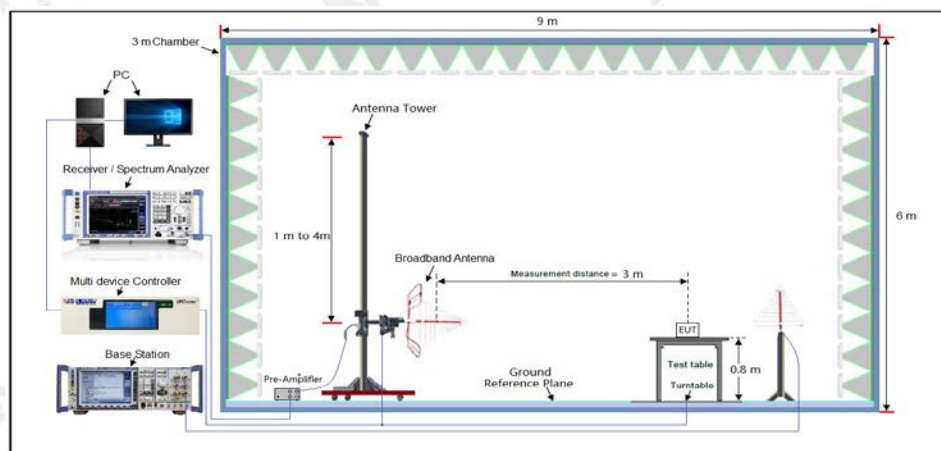 9 m
3 m Chamber
PC
Antenna Tower
Receiver / Spectrum Analyzer
6 m
1 m to 4m
Broadband Antenna
Measurement distance = 3 m
Multi device Controller
EUT
Base Station
Test table
0.8 m
Pre-Amplifier
Ground
Reference Plane
Turntable